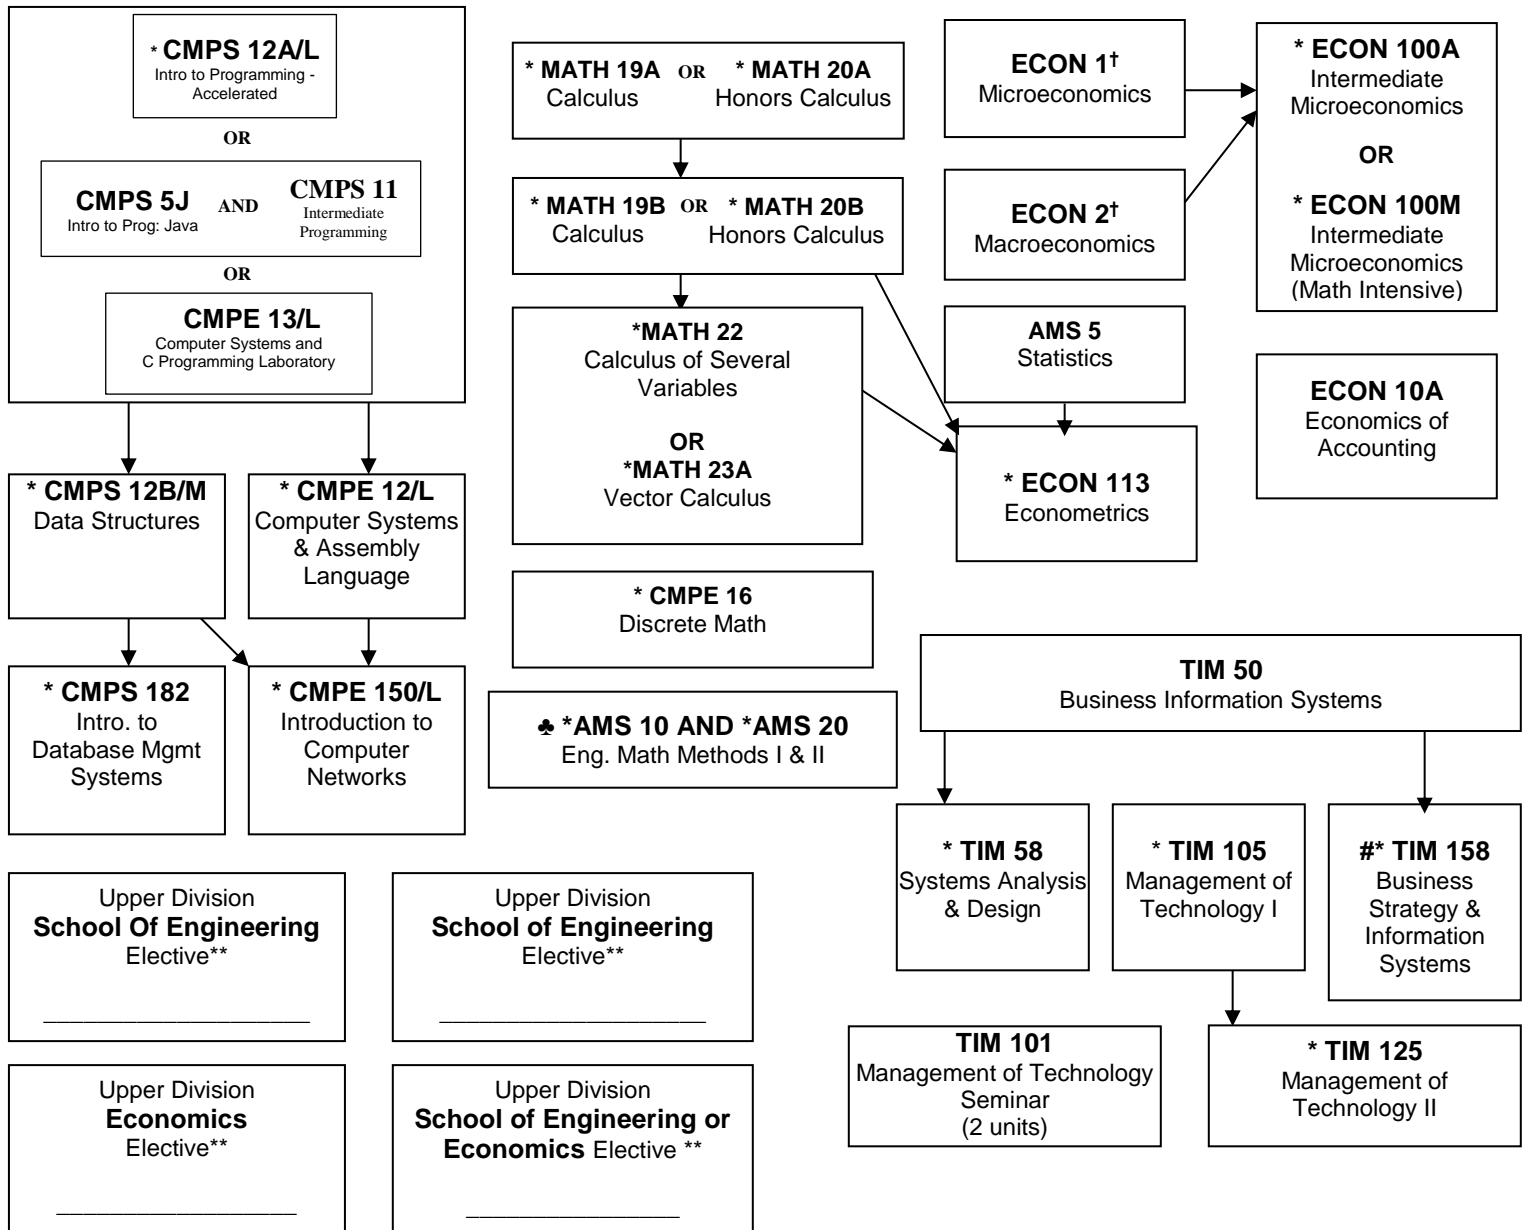 * CMPS 12A/L
Intro to Programming -
Accelerated
OR
CMPS 5J
Intro to Prog: Java
AND
CMPS 11
Intermediate
Programming
OR
CMPE 13/L
Computer Systems and
C Programming Laboratory
* CMPS 12B/M
Data Structures
* CMPE 12/L
Computer Systems
& Assembly
Language
* CMPS 182
Intro. to
Database Mgmt
Systems
* CMPE 150/L
Introduction to
Computer
Networks
* MATH 19A OR * MATH 20A
Calculus Honors Calculus
* MATH 19B OR * MATH 20B
Calculus Honors Calculus
*MATH 22
Calculus of Several
Variables
OR
*MATH 23A
Vector Calculus
* CMPE 16
Discrete Math
♣ *AMS 10 AND *AMS 20
Eng. Math Methods I & II
ECON 1†
Microeconomics
ECON 2†
Macroeconomics
AMS 5
Statistics
* ECON 113
Econometrics
* ECON 100A
Intermediate
Microeconomics
OR
* ECON 100M
Intermediate
Microeconomics
(Math Intensive)
ECON 10A
Economics of
Accounting
TIM 50
Business Information Systems
* TIM 58
Systems Analysis
& Design
* TIM 105
Management of
Technology I
#* TIM 158
Business
Strategy &
Information
Systems
TIM 101
Management of Technology
Seminar
(2 units)
* TIM 125
Management of
Technology II
Upper Division
School Of Engineering
Elective**
Upper Division
School of Engineering
Elective**
Upper Division
Economics
Elective**
Upper Division
School of Engineering or
Economics Elective **